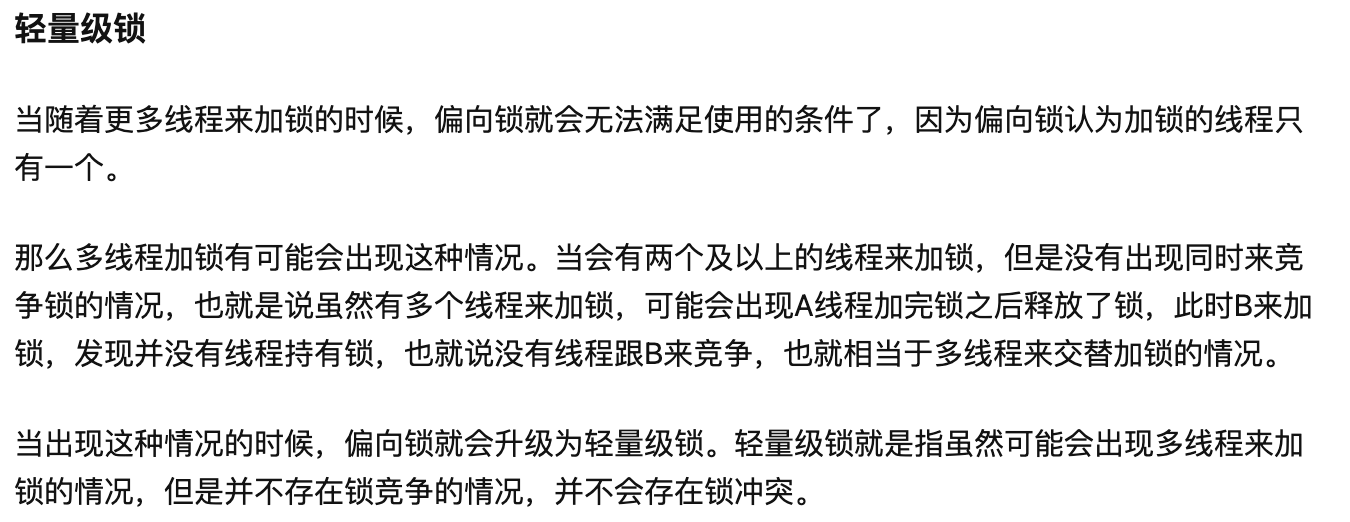 轻量级锁
当随着更多线程来加锁的时候，偏向锁就会无法满足使用的条件了，因为偏向锁认为加锁的线程只
有一个。
那么多线程加锁有可能会出现这种情况。当会有两个及以上的线程来加锁，但是没有出现同时来竞
争锁的情况，也就是说虽然有多个线程来加锁，可能会出现A线程加完锁之后释放了锁，此时B来加
锁，发现并没有线程持有锁，也就说没有线程跟B来竞争，也就相当于多线程来交替加锁的情况。
当出现这种情况的时候，偏向锁就会升级为轻量级锁。轻量级锁就是指虽然可能会出现多线程来加
锁的情况，但是并不存在锁竞争的情况，并不会存在锁冲突。